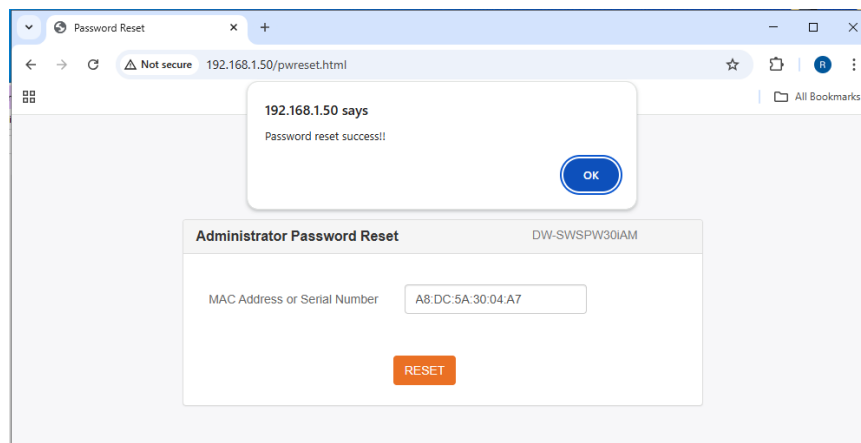 Password Reset
Not secure 192.168.1.50/pwreset.html
R
All Bookmarks
192.168.1.50 says
Password reset success!!
OK
Administrator Password Reset DW-SWSPW30iAM
MAC Address or Serial Number A8:DC:5A:30:04:A7
RESET